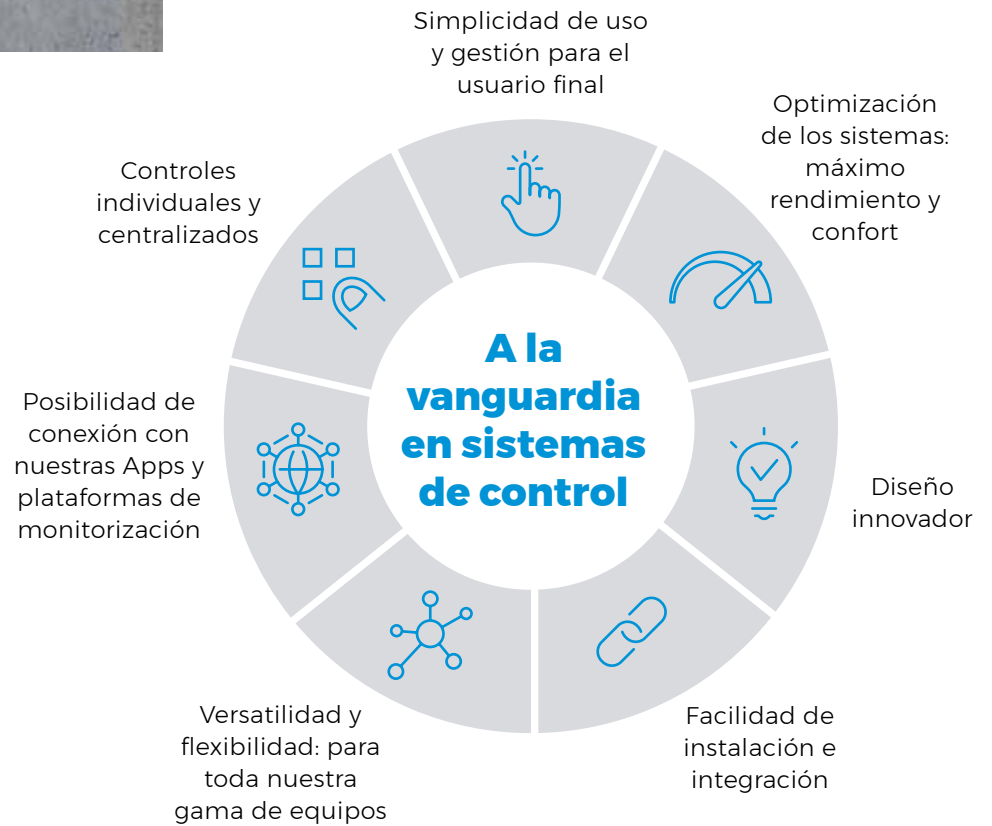 Simplicidad de uso
y gestión para el
usuario final
Optimización
de los sistemas:
máximo
rendimiento y
confort
Diseño
innovador
Facilidad de
instalación e
integración
Versatilidad y
flexibilidad: para
toda nuestra
gama de equipos
Posibilidad de
conexión con
nuestras Apps y
plataformas de
monitorización
Controles
individuales y
centralizados
A la
vanguardia
en sistemas
de control